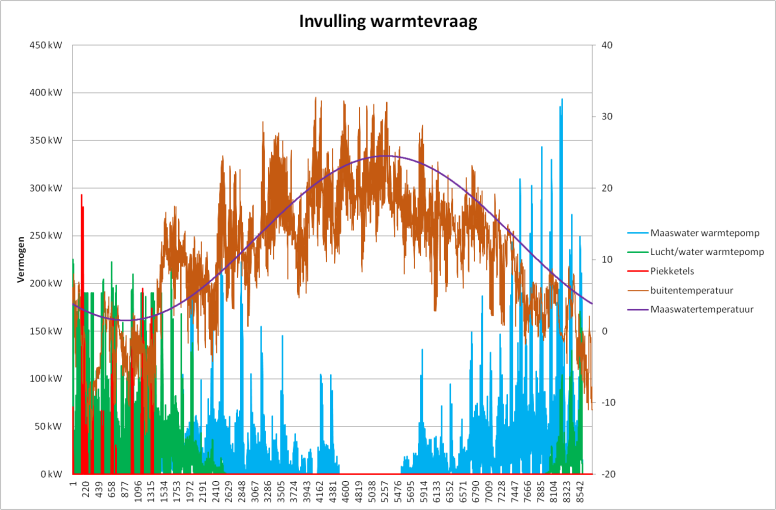 Invulling warmtevraag
450 kW
400 kW
350 kW
300 kW
250 kW
200 kW
150 kW
100 kW
50 kW
0 kW
Vermogen
40
30
20
10
0
-10
-20
Maaswater warmtepomp
Lucht/water warmtepomp
Piekketels
buitentemperatuur
Maaswatertemperatuur
1 220 439 658 877 1096 1315 1534 1753 1972 2191 2410 2629 2848 3067 3286 3505 3724 3943 4162 4381 4600 4819 5038 5257 5476 5695 5914 6133 6352 6571 6790 7009 7228 7447 7666 7885 8104 8323 8542